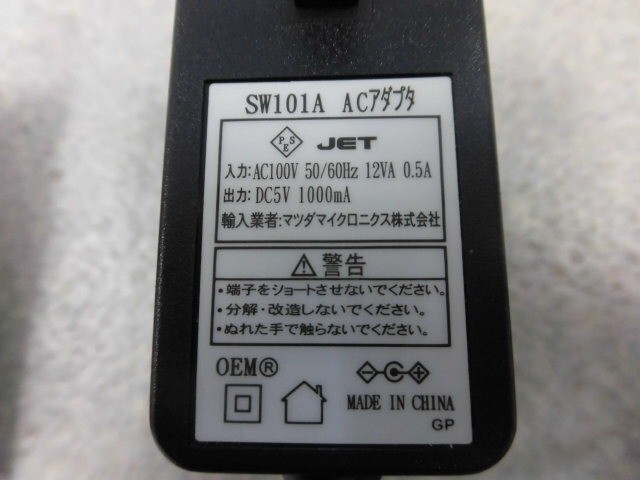 SW101A ACアダプタ
PSE JET
入力:AC100V 50/60Hz 12VA 0.5A
出力:DC5V 1000mA
輸入業者:マツダマイクロニクス株式会社
警告
・端子をショートさせないでください。
・分解・改造しないでください。
・ぬれた手で触らないでください。
OEM®
MADE IN CHINA
GP